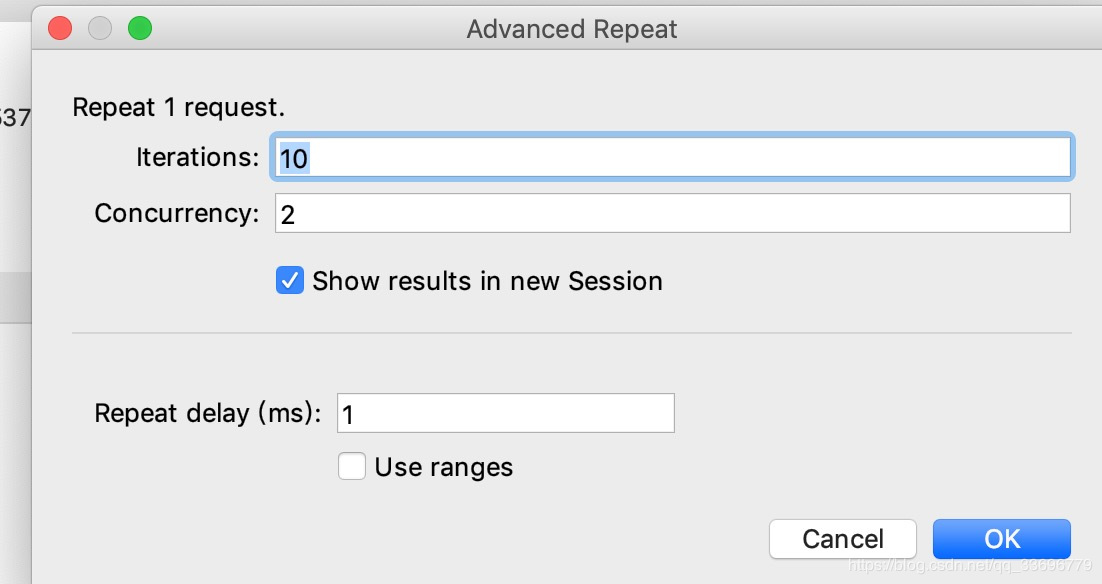 Advanced Repeat
537
Repeat 1 request.
Iterations: 10
Concurrency: 2
Show results in new Session
Repeat delay (ms): 1
Use ranges
Cancel
OK
https://blog.csdn.net/qq_33696779